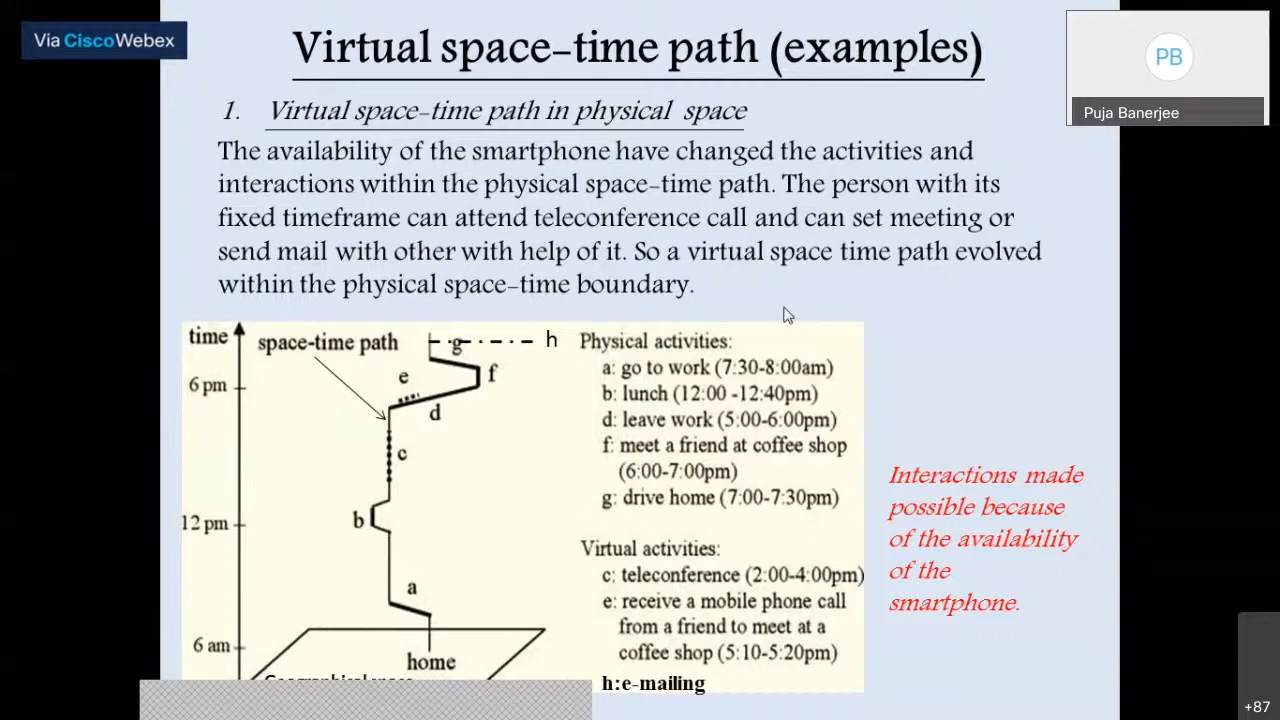 Via CiscoWebex
Virtual space-time path (examples)
PB
Puja Banerjee
1. Virtual space-time path in physical space
The availability of the smartphone have changed the activities and
interactions within the physical space-time path. The person with its
fixed timeframe can attend teleconference call and can set meeting or
send mail with other with help of it. So a virtual space time path evolved
within the physical space-time boundary.
time
space-time path
g
h
e
f
6 pm
d
c
b
12 pm
a
6 am
home
Physical activities:
a: go to work (7:30-8:00am)
b: lunch (12:00 -12:40pm)
d: leave work (5:00-6:00pm)
f: meet a friend at coffee shop
(6:00-7:00pm)
g: drive home (7:00-7:30pm)
Virtual activities:
c: teleconference (2:00-4:00pm)
e: receive a mobile phone call
from a friend to meet at a
coffee shop (5:10-5:20pm)
h:e-mailing
Interactions made
possible because
of the availability
of the
smartphone.
+87